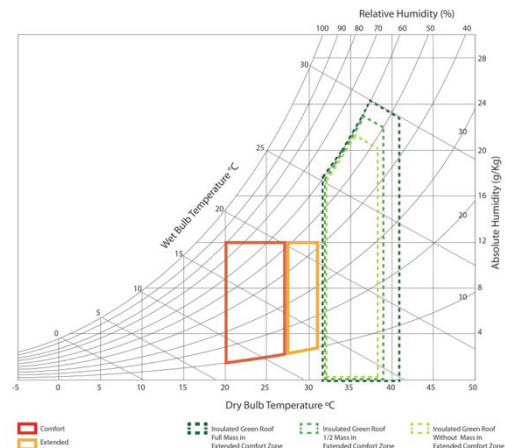 Relative Humidity (%)
100 90 80 70 60 50 40
30 28
24
25 30 20
Wet Bulb Temperature ºC
20 16
15 20 12
10 8
5 10
0 4
Absolute Humidity (g/Kg)
-5 0 5 10 15 20 25 30 35 40 45 50
Dry Bulb Temperature ºC
Comfort
Extended
Insulated Green Roof
Full Mass in
Extended Comfort Zone
Insulated Green Roof
1/2 Mass in
Extended Comfort Zone
Insulated Green Roof
Without Mass in
Extended Comfort Zone